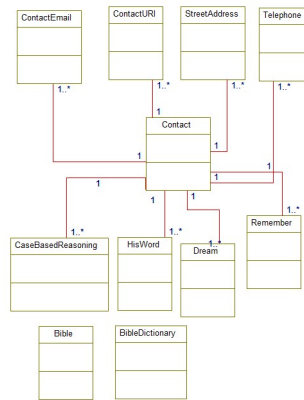 ContactEmail
ContactURI
StreetAddress
Telephone
1..*
1..*
1..*
1..*
1
Contact
1
1
1
1
1
1
1
1..*
1..*
1..*
1..*
CaseBasedReasoning
HisWord
Dream
Remember
Bible
BibleDictionary